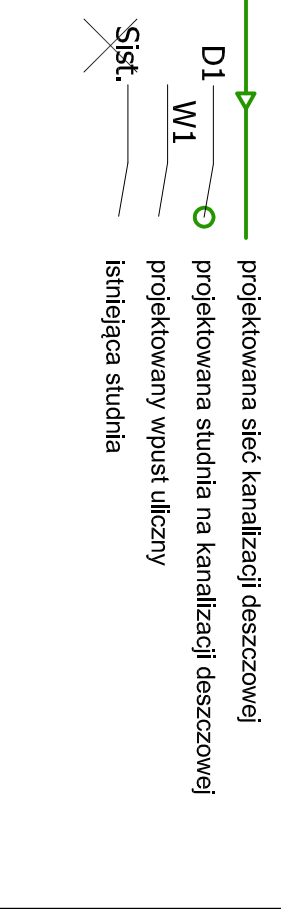 projektowana sieć kanalizacji deszczowej
D1 projektowana studnia na kanalizacji deszczowej
W1 projektowany wpust uliczny
Sist. istniejąca studnia